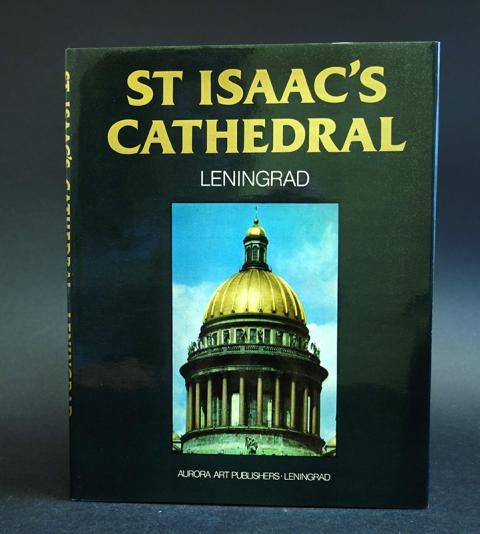 ST ISAAC'S
CATHEDRAL
LENINGRAD
AURORA ART PUBLISHERS · LENINGRAD
ST ISAAC'S CATHEDRAL LENINGRAD